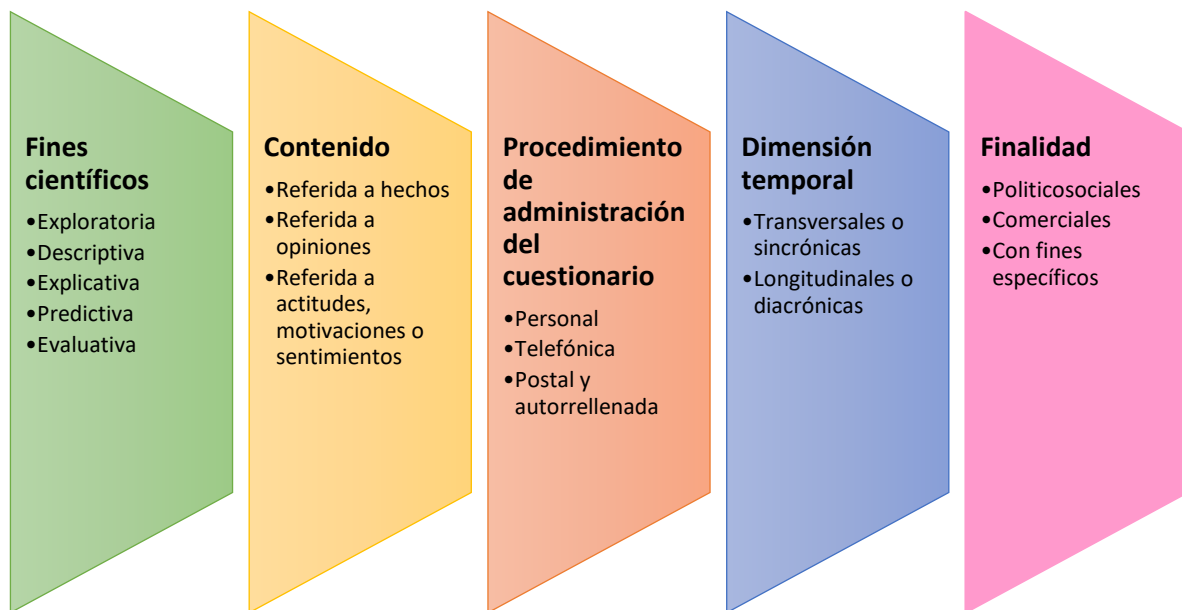 Fines
científicos
•Exploratoria
•Descriptiva
•Explicativa
•Predictiva
•Evaluativa
Contenido
•Referida a hechos
•Referida a
opiniones
•Referida a
actitudes,
motivaciones o
sentimientos
Procedimiento
de
administración
del
cuestionario
•Personal
•Telefónica
•Postal y
autorrellenada
Dimensión
temporal
•Transversales o
sincrónicas
•Longitudinales o
diacrónicas
Finalidad
•Politicosociales
•Comerciales
•Con fines
específicos